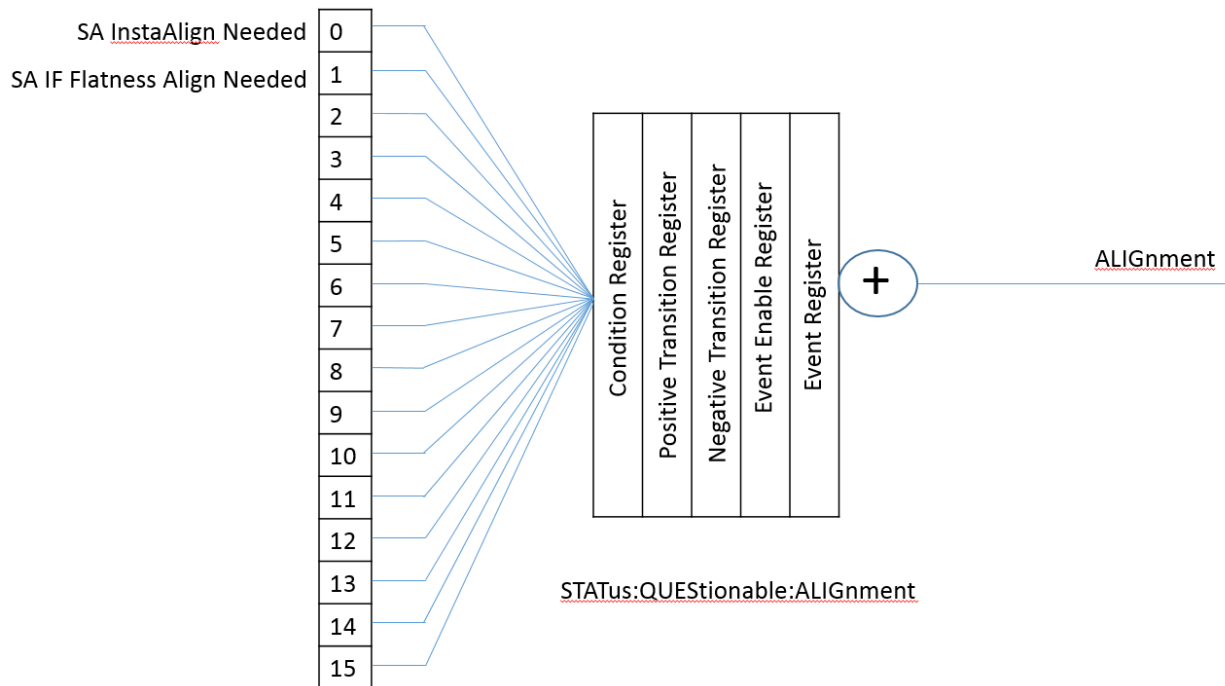 SA InstaAlign Needed
SA IF Flatness Align Needed
0
1
2
3
4
5
6
7
8
9
10
11
12
13
14
15
Condition Register
Positive Transition Register
Negative Transition Register
Event Enable Register
Event Register
+
ALIGnment
STATus:QUEStionable:ALIGnment